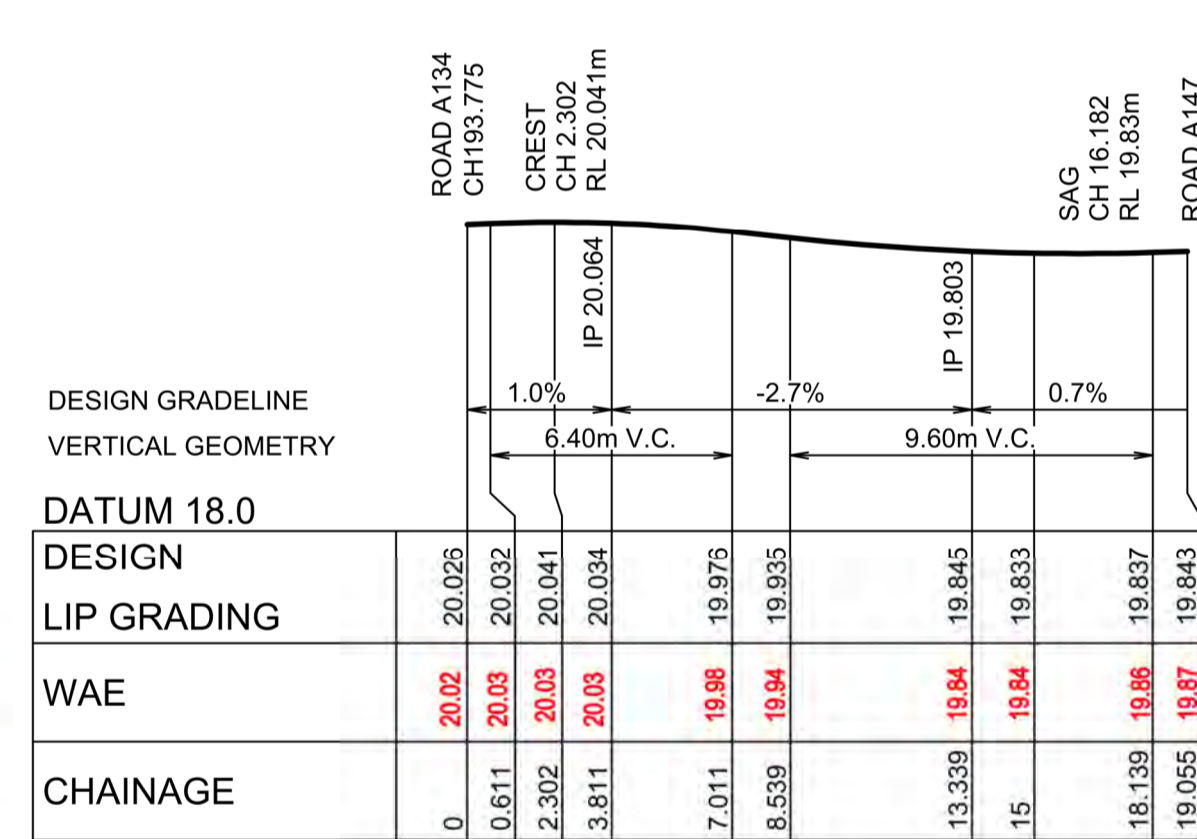 ROAD A134
CH193.775
CREST
CH 2.302
RL 20.041m
SAG
CH 16.182
RL 19.83m
ROAD A147
IP 20.064
IP 19.803
DESIGN GRADELINE
1.0%
-2.7%
0.7%
VERTICAL GEOMETRY
6.40m V.C.
9.60m V.C.
DATUM 18.0
DESIGN
LIP GRADING
20.026
20.032
20.041
20.034
19.976
19.935
19.845
19.833
19.837
19.843
WAE
20.02
20.03
20.03
20.03
19.98
19.94
19.84
19.84
19.86
19.87
CHAINAGE
0
0.611
2.302
3.811
7.011
8.539
13.339
15
18.139
19.055